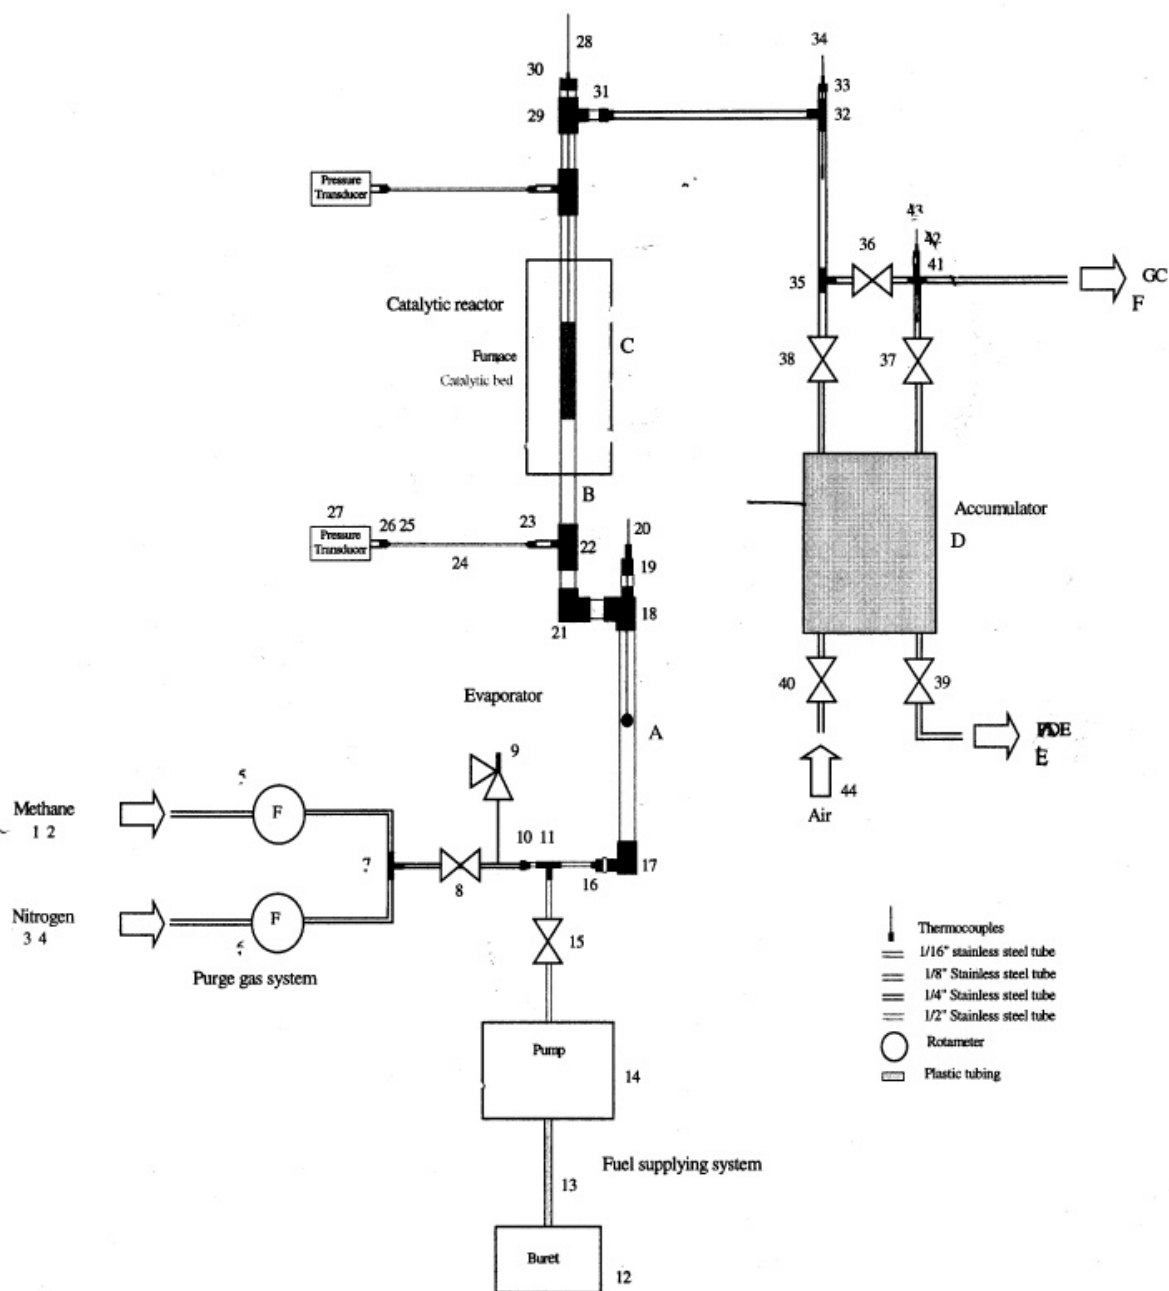 28
34
30
31
33
29
32
Pressure
Transducer
43
42
36
41
35
GC
F
Catalytic reactor
C
Furnace
Catalytic bed
38
37
B
27
26 25
23
20
Pressure
Transducer
22
24
19
Accumulator
D
18
21
40
39
Evaporator
A
9
E
5
44
Methane
1 2
F
Air
10 11
7
16
17
8
Nitrogen
3 4
F
15
6
Purge gas system
Thermocouples
1/16" stainless steel tube
1/8" Stainless steel tube
1/4" Stainless steel tube
1/2" Stainless steel tube
Rotameter
Plastic tubing
Pump
14
Fuel supplying system
13
Buret
12